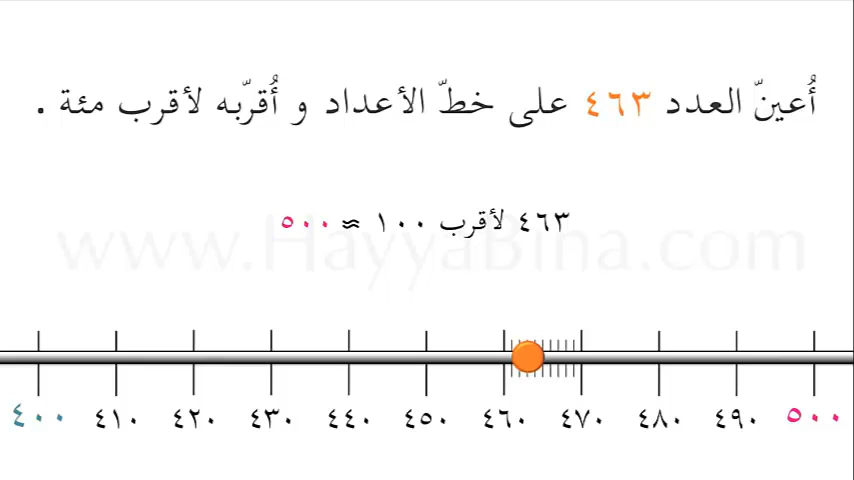 أُعينّ العدد ٤٦٣ على خطّ الأعداد و أُقرّبه لأقرب مئة .
٤٦٣ لأقرب ١٠٠ ≈ ٥٠٠
www.HayyaBina.com
٤٠٠ ٤١٠ ٤٢٠ ٤٣٠ ٤٤٠ ٤٥٠ ٤٦٠ ٤٧٠ ٤٨٠ ٤٩٠ ٥٠٠